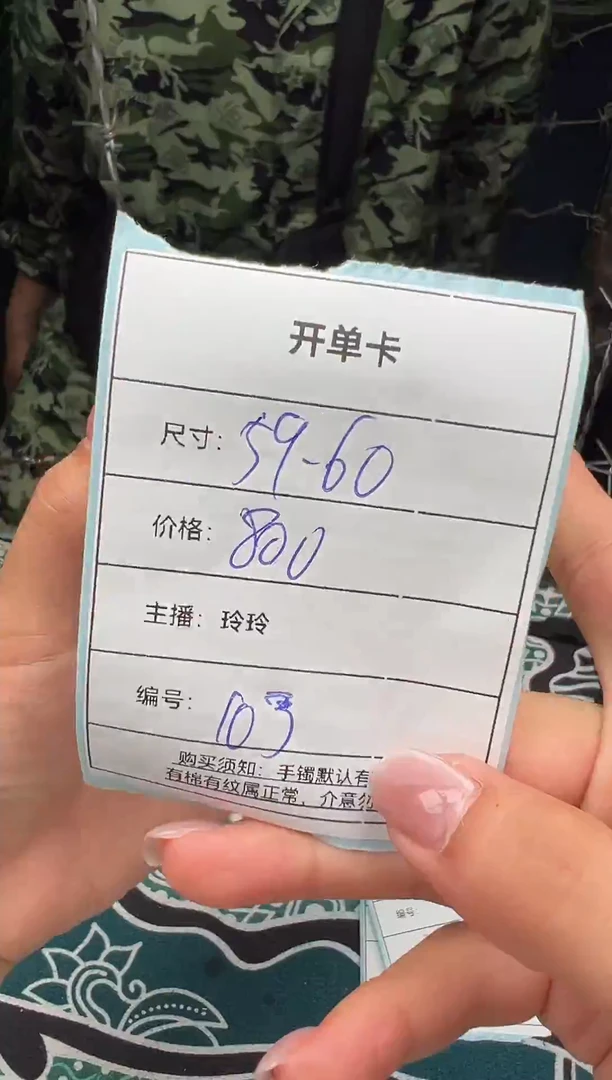 开单卡
尺寸: 59-60
价格: 800
主播: 玲玲
编号: 103
购买须知: 手镯默认有
有棉有纹属正常, 介意